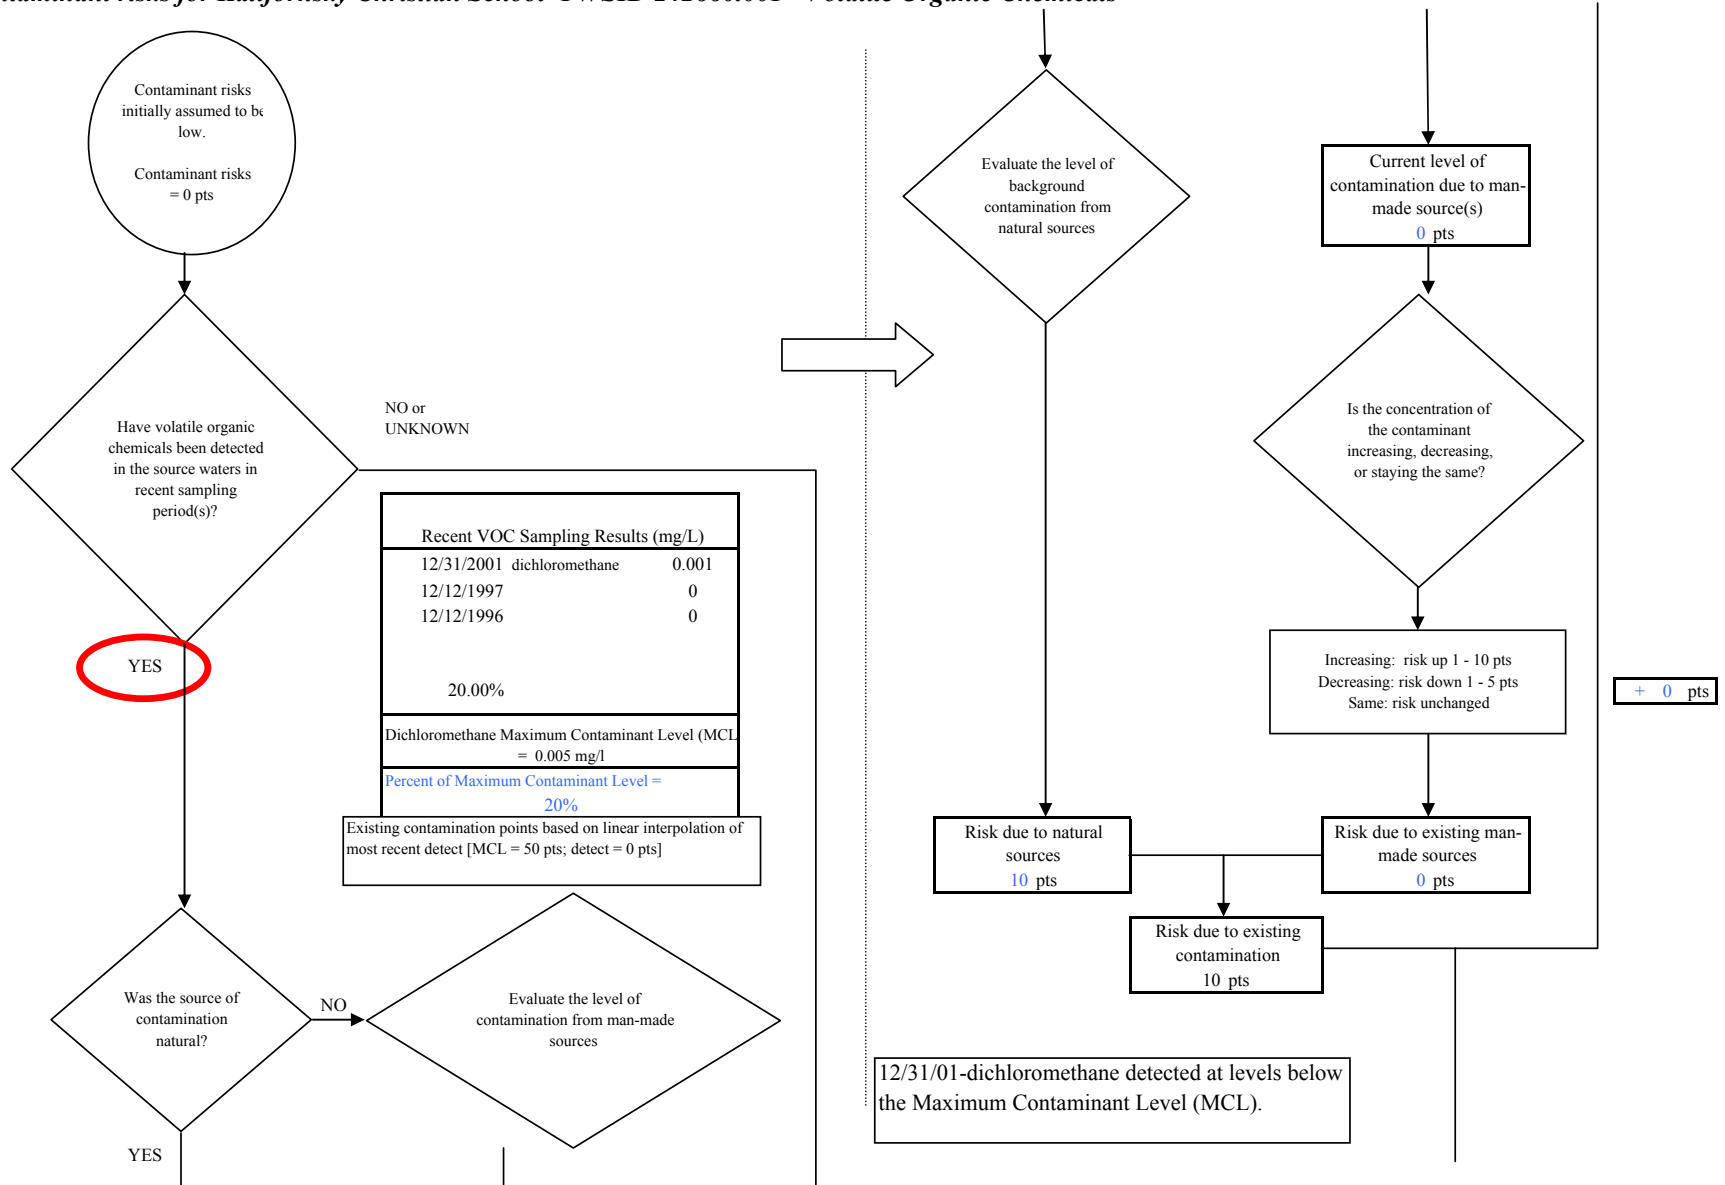 risks for Christian School
Contaminant risks
initially assumed to be
low.
Contaminant risks
= 0 pts
Have volatile organic
chemicals been detected
in the source waters in
recent sampling
period(s)?
NO or
UNKNOWN
Recent VOC Sampling Results (mg/L)
12/31/2001 dichloromethane 0.001
12/12/1997 0
12/12/1996 0
20.00%
Dichloromethane Maximum Contaminant Level (MCL
= 0.005 mg/l
Percent of Maximum Contaminant Level =
20%
Existing contamination points based on linear interpolation of
most recent detect [MCL = 50 pts; detect = 0 pts]
YES
Was the source of
contamination
natural?
NO
Evaluate the level of
contamination from man-made
sources
YES
Evaluate the level of
background
contamination from
natural sources
Current level of
contamination due to man-
made source(s)
0 pts
Is the concentration of
the contaminant
increasing, decreasing,
or staying the same?
Increasing: risk up 1 - 10 pts
Decreasing: risk down 1 - 5 pts
Same: risk unchanged
+ 0 pts
Risk due to natural
sources
10 pts
Risk due to existing man-
made sources
0 pts
Risk due to existing
contamination
10 pts
12/31/01-dichloromethane detected at levels below
the Maximum Contaminant Level (MCL).